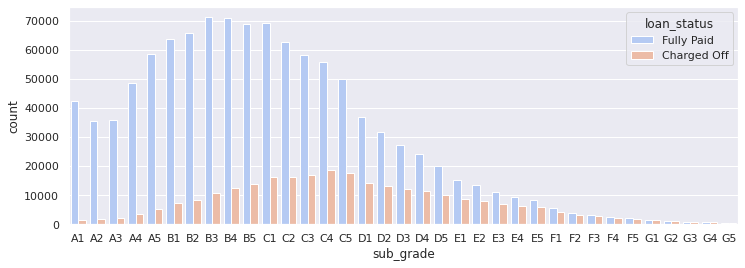 loan_status
Fully Paid
Charged Off
count
70000
60000
50000
40000
30000
20000
10000
0
A1 A2 A3 A4 A5 B1 B2 B3 B4 B5 C1 C2 C3 C4 C5 D1 D2 D3 D4 D5 E1 E2 E3 E4 E5 F1 F2 F3 F4 F5 G1 G2 G3 G4 G5
sub_grade